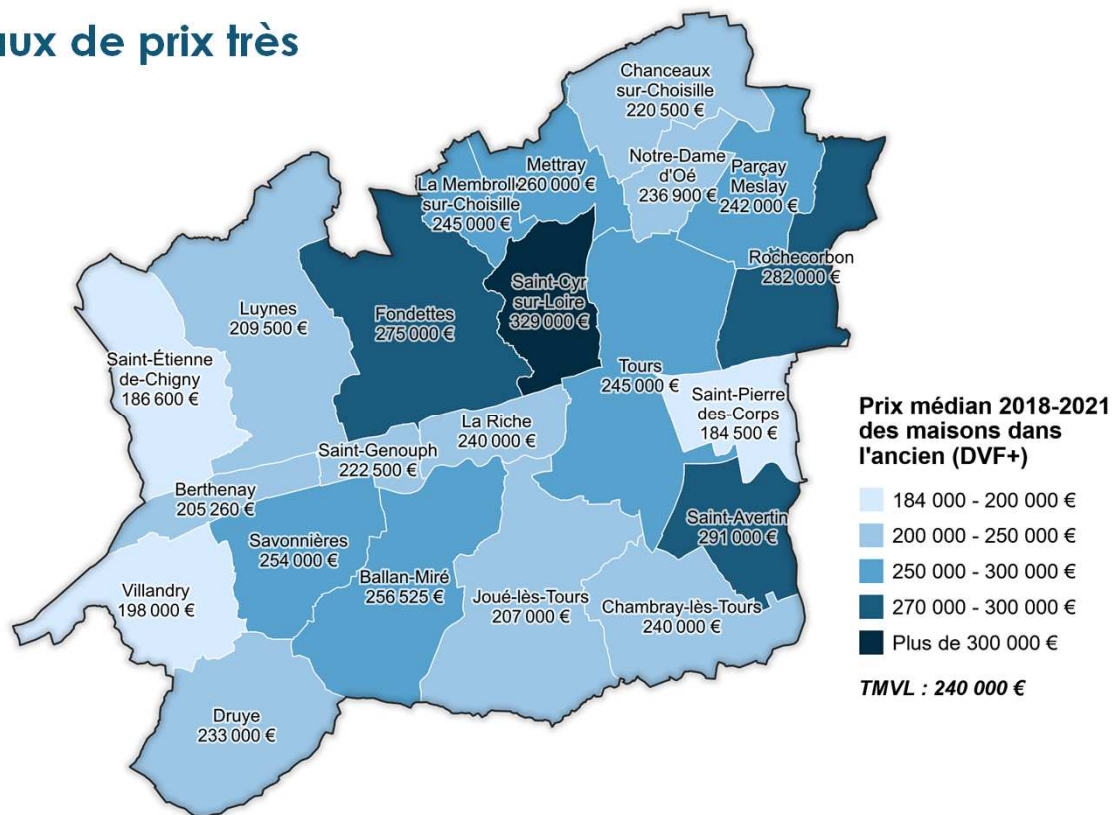 aux de prix très
Chanceaux
sur-Choisille
220 500 €
Mettray
260 000 €
Notre-Dame
d'Oé
236 900 €
Parçay
Meslay
242 000 €
La Membroll
sur-Choisille
245 000 €
Rochecorbon
282 000 €
Saint-Cyr
sur-Loire
329 000 €
Luynes
209 500 €
Fondettes
275 000 €
Saint-Étienne
de-Chigny
186 600 €
Tours
245 000 €
Saint-Pierre
des-Corps
184 500 €
La Riche
240 000 €
Saint-Genouph
222 500 €
Berthenay
205 260 €
Saint-Avertin
291 000 €
Savonnières
254 000 €
Ballan-Miré
256 525 €
Villandry
198 000 €
Joué-lès-Tours
207 000 €
Chambray-lès-Tours
240 000 €
Druye
233 000 €
Prix médian 2018-2021
des maisons dans
l'ancien (DVF+)
184 000 - 200 000 €
200 000 - 250 000 €
250 000 - 300 000 €
270 000 - 300 000 €
Plus de 300 000 €
TMVL : 240 000 €